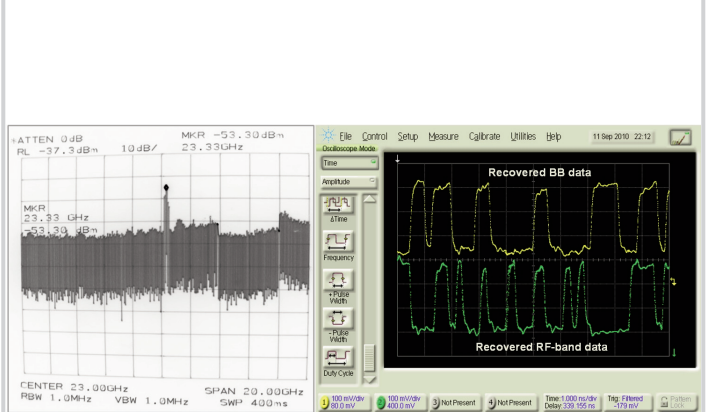 *ATTEN 0dB
RL -37.3dBm
10dB/
MKR -53.30dBm
23.33GHz
MKR
23.33 GHz
-53.30 dBm
CENTER 23.00GHz
RBW 1.0MHz
VBW 1.0MHz
SPAN 20.00GHz
SWP 400ms
File Control Setup Measure Calibrate Utilities Help
11 Sep 2010 22:12
Oscilloscope Mode
Time
Amplitude
ΔTime
Frequency
+ Pulse
Width
- Pulse
Width
Duty Cycle
Recovered BB data
Recovered RF-band data
1 100 mV/div
80.0 mV
100 mV/div
400.0 mV
3 Not Present
4 Not Present
Time:1.000 ns/div
Delay:339.155 ns
Trig: Filtered
-179 mV
Pattern
Lock